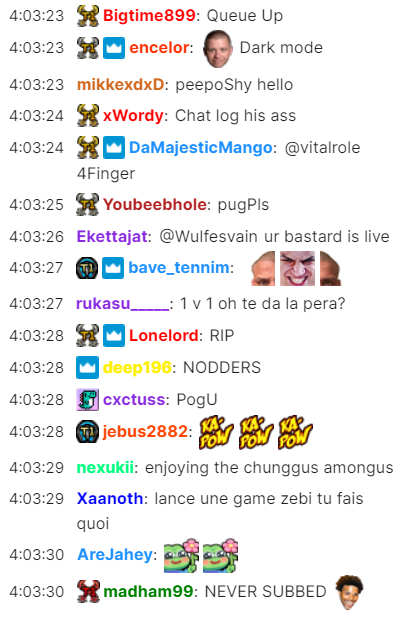 4:03:23 Bigtime899: Queue Up
4:03:23 encelor: Dark mode
4:03:23 mikkexdxD: peepoShy hello
4:03:24 xWordy: Chat log his ass
4:03:24 DaMajesticMango: @vitalrole
4Finger
4:03:25 Youbeebhole: pugPls
4:03:26 Ekettajat: @Wulfesvain ur bastard is live
4:03:27 bave_tennim:
4:03:27 rukasu_____: 1 v 1 oh te da la pera?
4:03:28 Lonelord: RIP
4:03:28 deep196: NODDERS
4:03:28 cxctuss: PogU
4:03:28 jebus2882: KA-POW KA-POW KA-POW
4:03:29 nexukii: enjoying the chunggus amongus
4:03:29 Xaanoth: lance une game zebi tu fais
quoi
4:03:30 AreJahey:
4:03:30 madham99: NEVER SUBBED